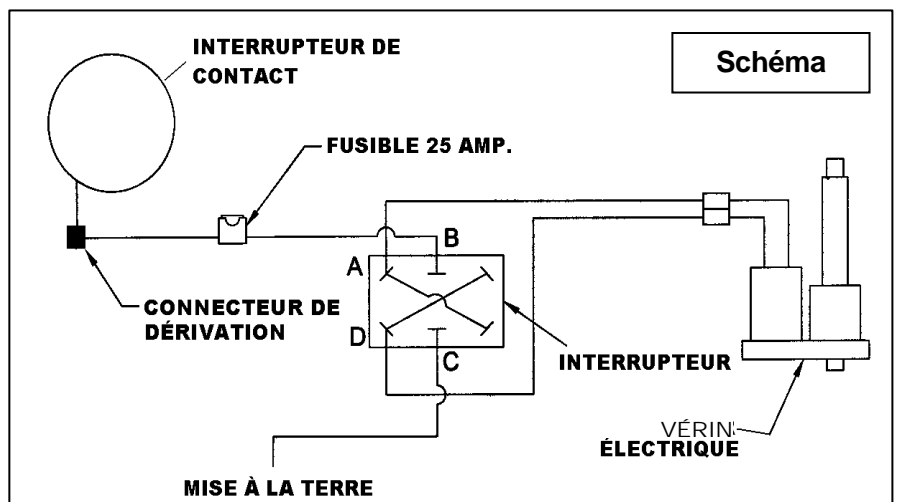 INTERRUPTEUR DE
CONTACT
Schéma
FUSIBLE 25 AMP.
B
A
CONNECTEUR DE
DÉRIVATION
D
C
INTERRUPTEUR
VÉRIN
ÉLECTRIQUE
MISE À LA TERRE